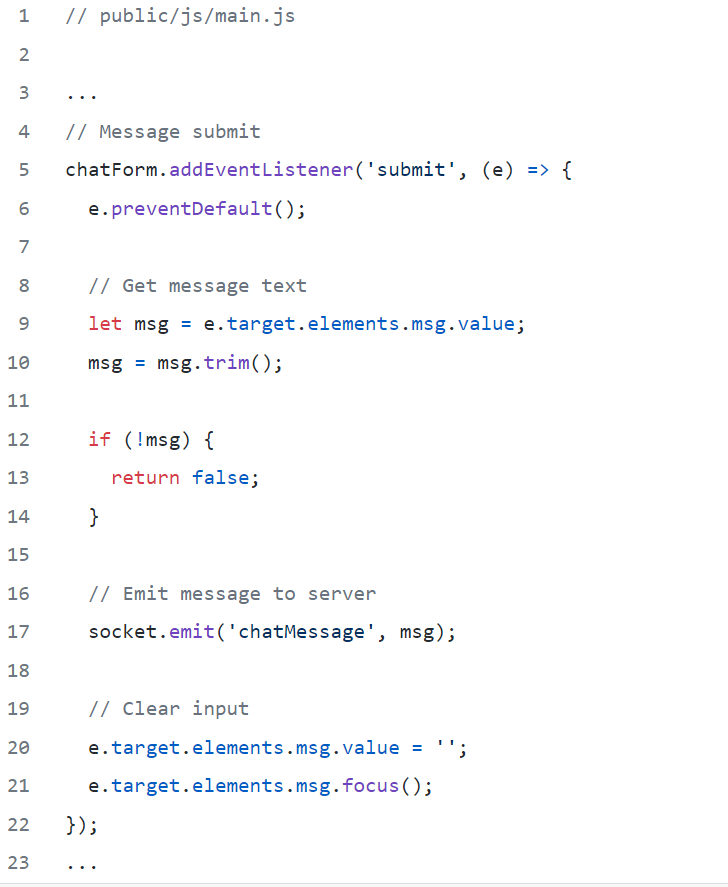 1 // public/js/main.js
2
3 ...
4 // Message submit
5 chatForm.addEventListener('submit', (e) => {
6   e.preventDefault();
7
8   // Get message text
9   let msg = e.target.elements.msg.value;
10   msg = msg.trim();
11
12   if (!msg) {
13     return false;
14   }
15
16   // Emit message to server
17   socket.emit('chatMessage', msg);
18
19   // Clear input
20   e.target.elements.msg.value = '';
21   e.target.elements.msg.focus();
22 });
23 ...